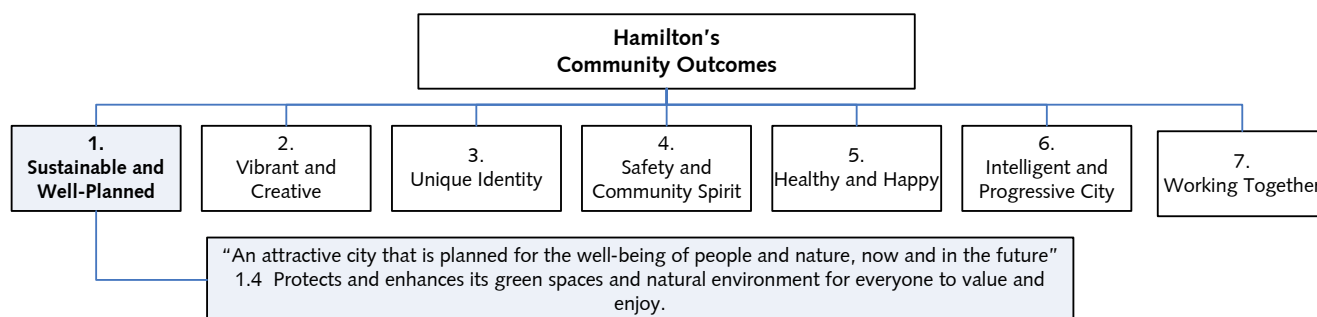 Hamilton's
Community Outcomes
1.
Sustainable and
Well-Planned
2.
Vibrant and
Creative
3.
Unique Identity
4.
Safety and
Community Spirit
5.
Healthy and Happy
6.
Intelligent and
Progressive City
7.
Working Together
“An attractive city that is planned for the well-being of people and nature, now and in the future”
1.4 Protects and enhances its green spaces and natural environment for everyone to value and
enjoy.